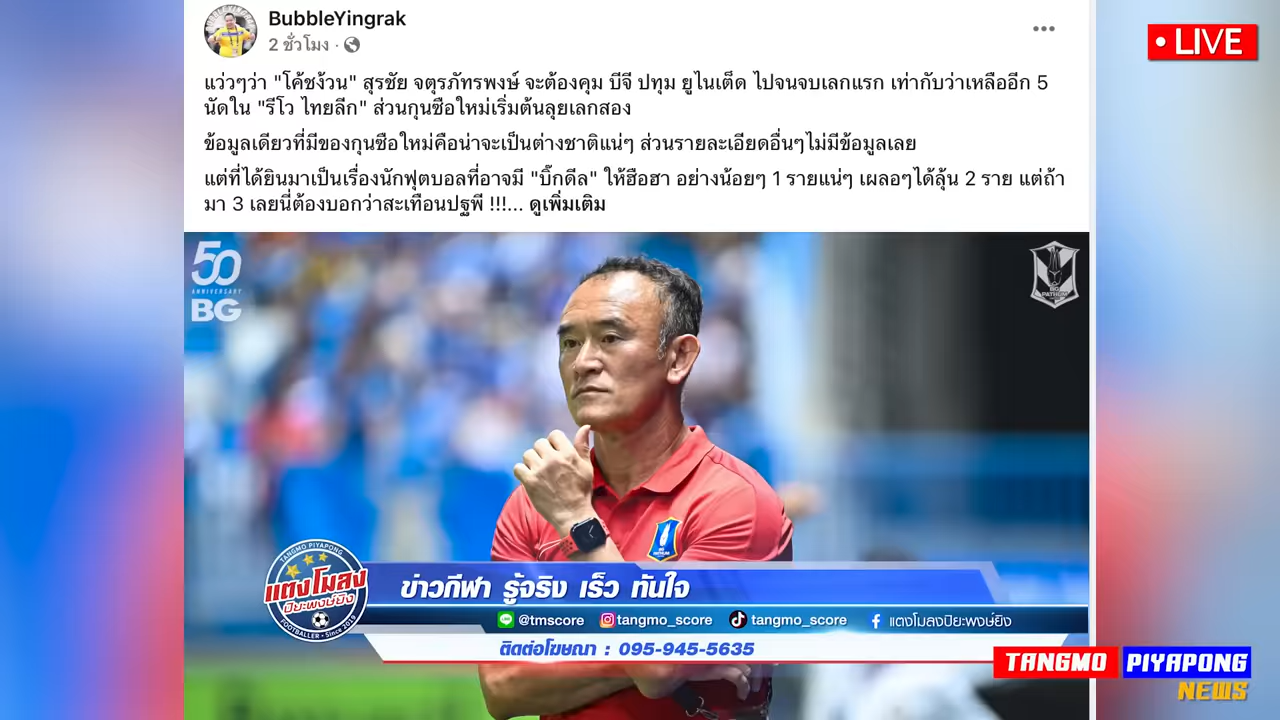 BubbleYingrak
2 ชั่วโมง ·
• LIVE
แว่วๆว่า "โค้ชง้วน" สุรชัย จตุรภัทรพงษ์ จะต้องคุม บีจี ปทุม ยูไนเต็ด ไปจนจบเลกแรก เท่ากับว่าเหลืออีก 5
นัดใน "รีโว ไทยลีก" ส่วนกุนซือใหม่เริ่มต้นลุยเลกสอง
ข้อมูลเดียวที่มีของกุนซือใหม่คือน่าจะเป็นต่างชาติแน่ๆ ส่วนรายละเอียดอื่นๆไม่มีข้อมูลเลย
แต่ที่ได้ยินมาเป็นเรื่องนักฟุตบอลที่อาจมี "บิ๊กดีล" ให้ฮือฮา อย่างน้อยๆ 1 รายแน่ๆ เผลอๆได้ลุ้น 2 ราย แต่ถ้า
มา 3 เลยนี่ต้องบอกว่าสะเทือนปฐพี !!!... ดูเพิ่มเติม
50
ANNIVERSARY
BG
BG
PATHUM
BG
PATHUM
TANGMO PIYAPONG
แตงโมลง
ปิยะพงษ์ยิง
FOOTBALLER • Since 2019
ข่าวกีฬา รู้จริง เร็ว ทันใจ
@tmscore tangmo_score tangmo_score แตงโมลงปิยะพงษ์ยิง
ติดต่อโฆษณา : 095-945-5635
TANGMO PIYAPONG
NEWS